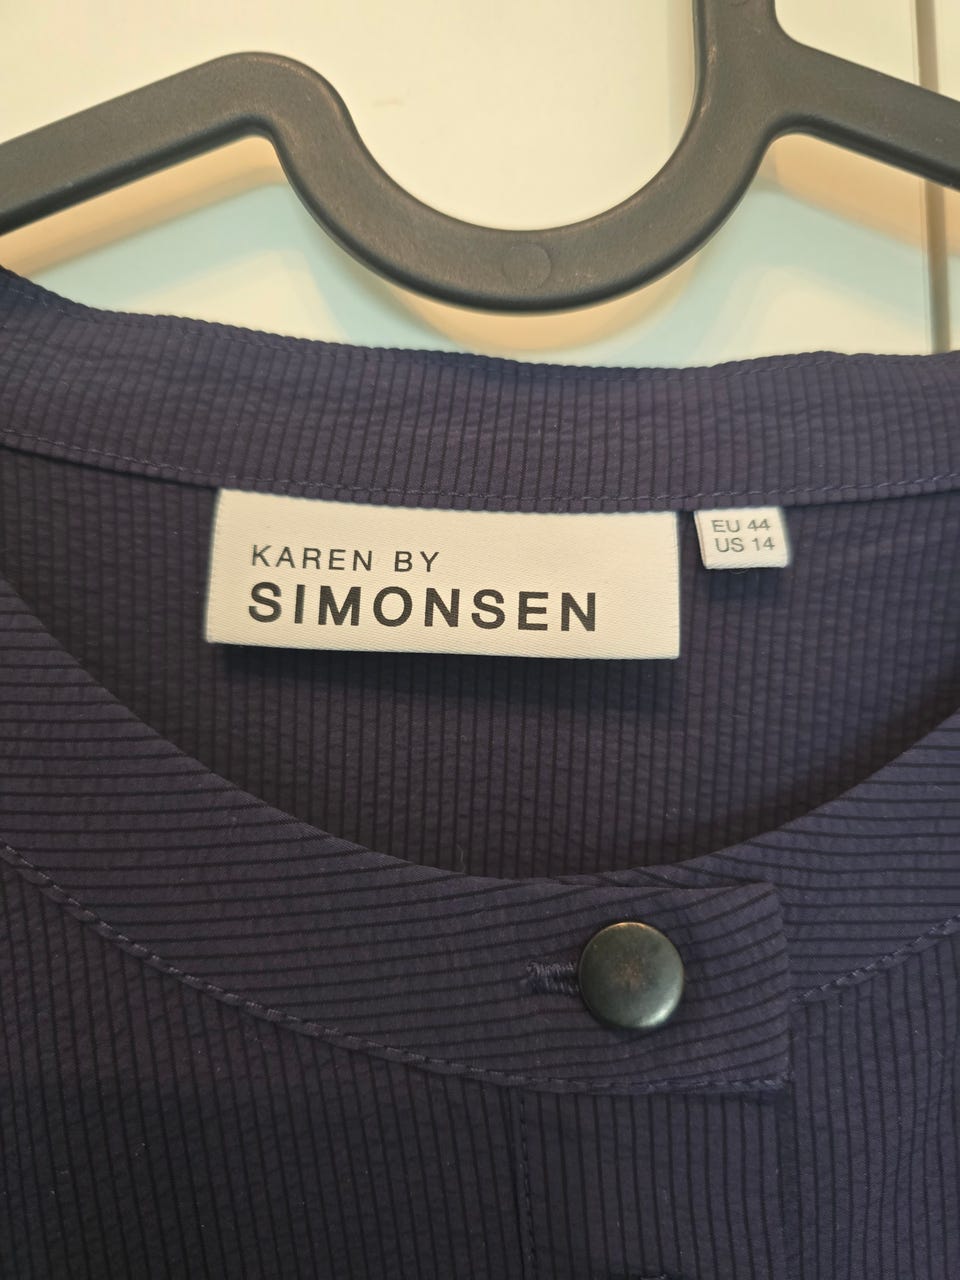 KAREN BY
SIMONSEN
EU 44
US 14